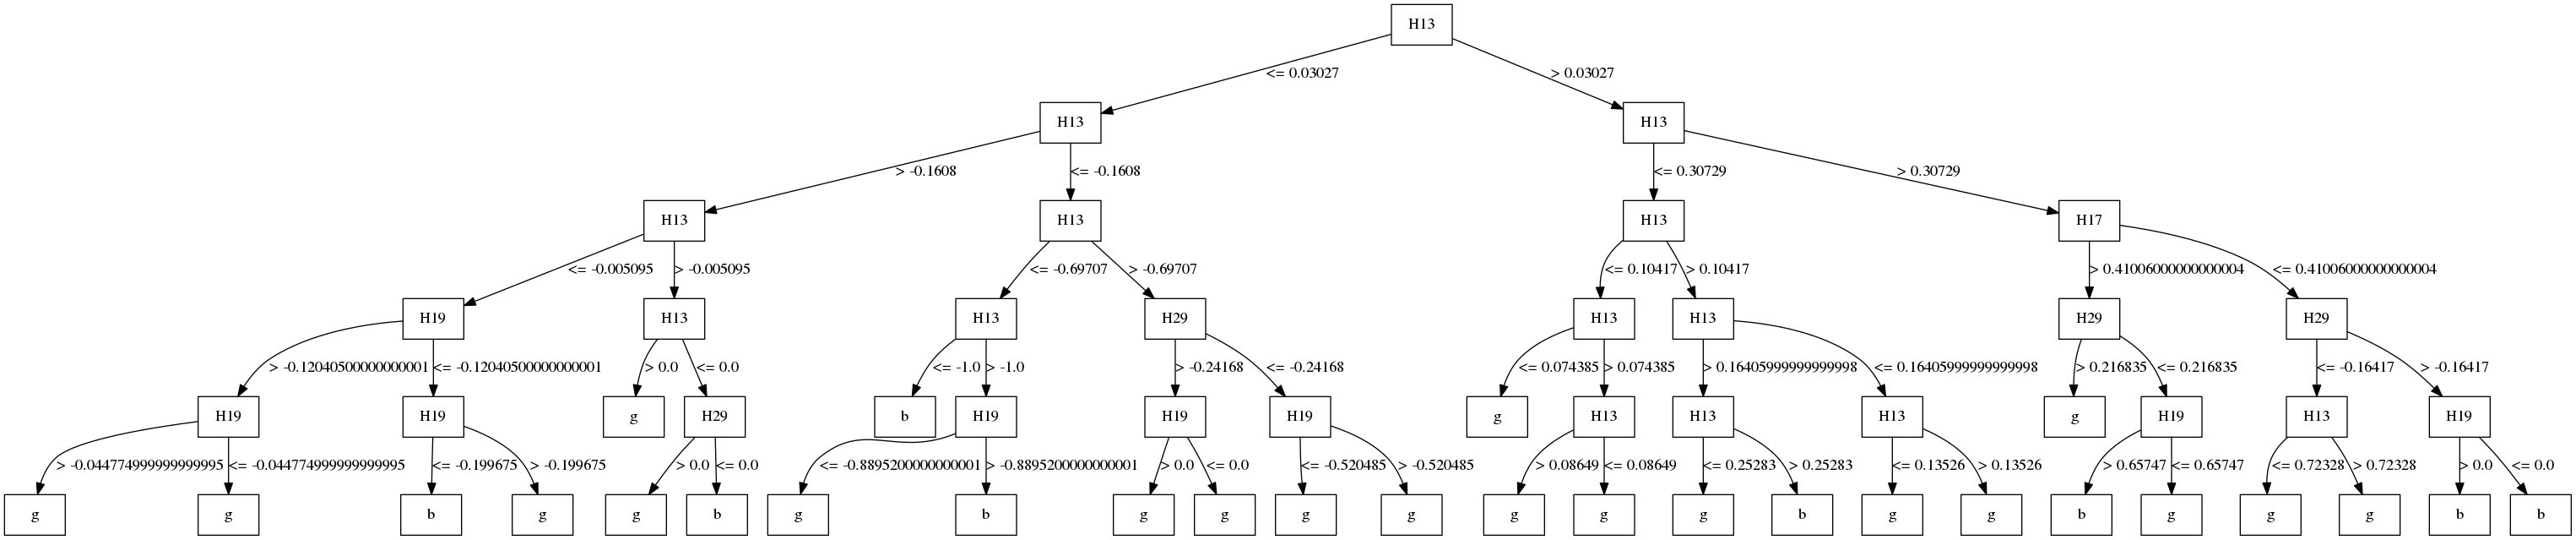 H13
<= 0.03027 > 0.03027
H13 H13
> -0.1608 <= -0.1608 <= 0.30729 > 0.30729
H13 H13 H13 H17
<= -0.005095 > -0.005095 <= -0.69707 > -0.69707 <= 0.10417 > 0.10417 > 0.41006000000000004 <= 0.41006000000000004
H19 H13 H13 H29 H13 H13 H29 H29
> -0.12040500000000001 <= -0.12040500000000001 > 0.0 <= 0.0 <= -1.0 > -1.0 > -0.24168 <= -0.24168 <= 0.074385 > 0.074385 > 0.16405999999999998 <= 0.16405999999999998 > 0.216835 <= 0.216835 <= -0.16417 > -0.16417
H19 H19 g H29 b H19 H19 H19 g H13 H13 H13 g H19 H13 H19
> -0.044774999999999995 <= -0.044774999999999995 <= -0.199675 > -0.199675 > 0.0 <= 0.0 <= -0.8895200000000001 > -0.8895200000000001 > 0.0 <= 0.0 <= -0.520485 > -0.520485 > 0.08649 <= 0.08649 <= 0.25283 > 0.25283 <= 0.13526 > 0.13526 > 0.65747 <= 0.65747 <= 0.72328 > 0.72328 > 0.0 <= 0.0
g g b g g b g b g g g g g g g b g g b g g g b b